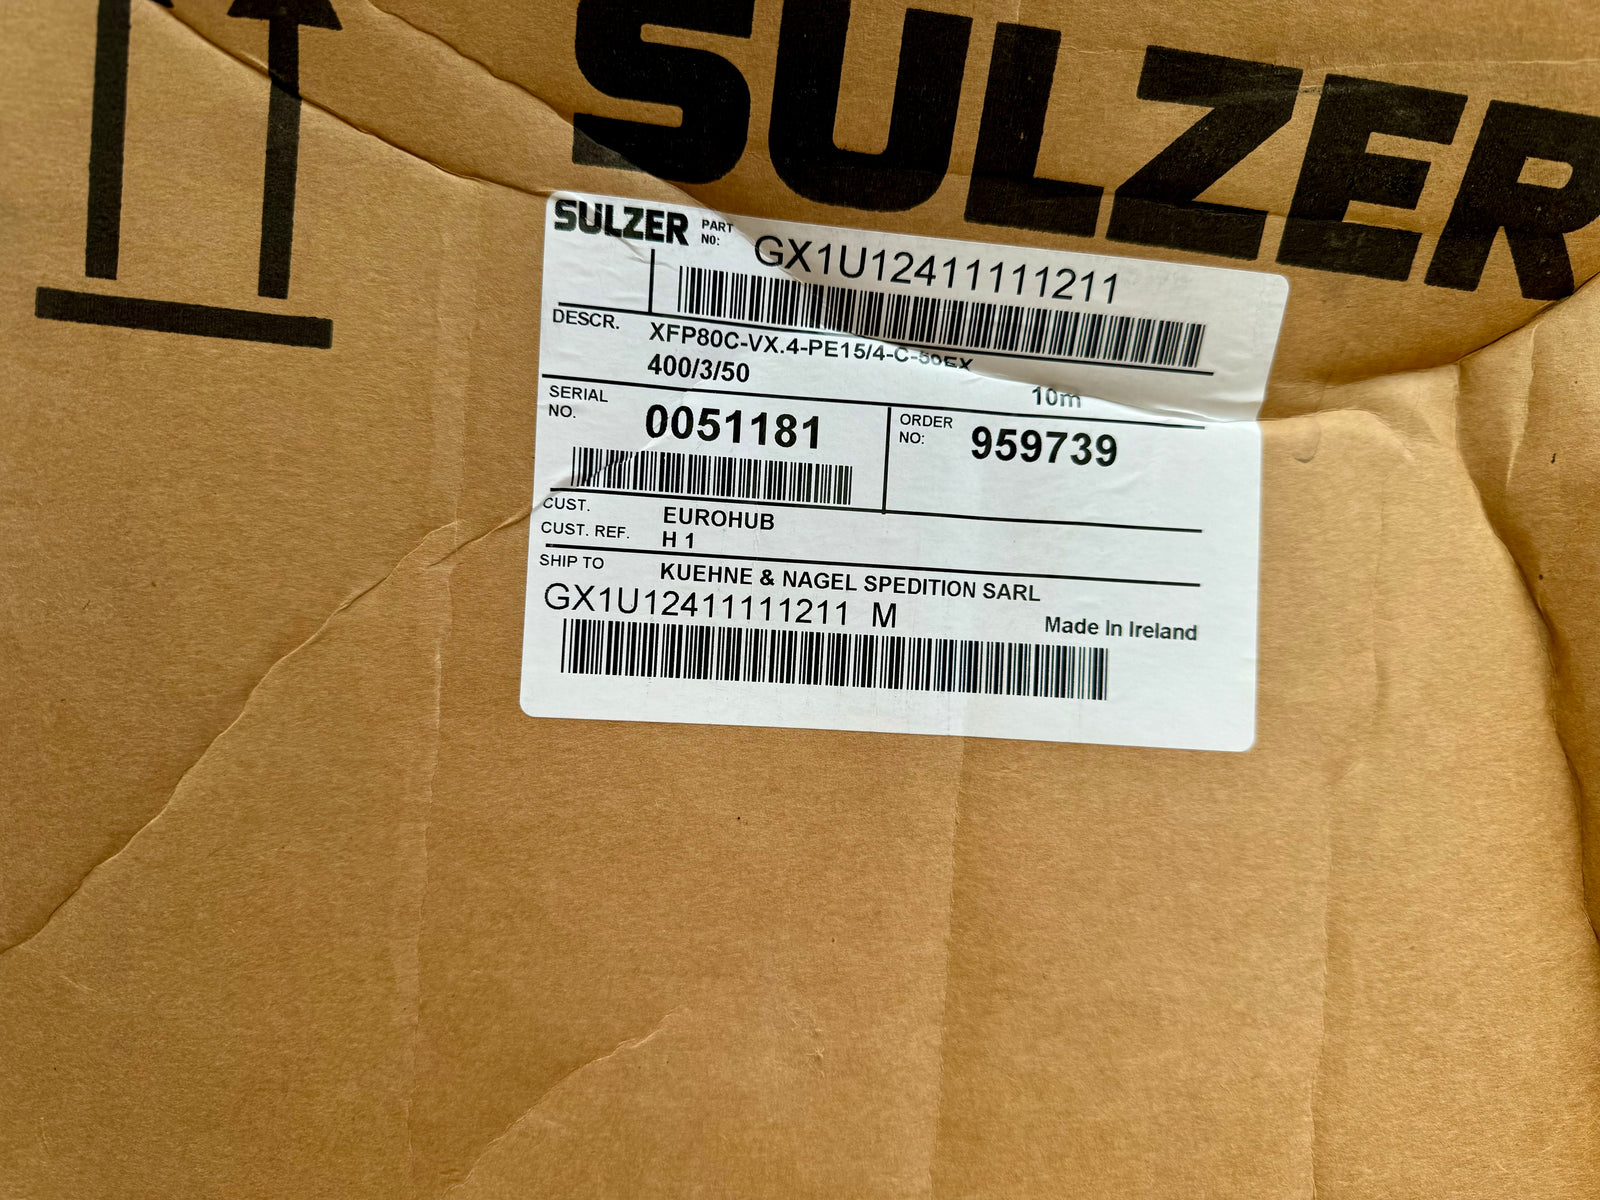 SULZER
SULZER PART NO: GX1U12411111211
DESCR. XFP80C-VX.4-PE15/4-C-50EX
400/3/50 10m
SERIAL NO. 0051181
ORDER NO: 959739
CUST. EUROHUB
CUST. REF. H 1
SHIP TO KUEHNE & NAGEL SPEDITION SARL
GX1U12411111211 M
Made In Ireland